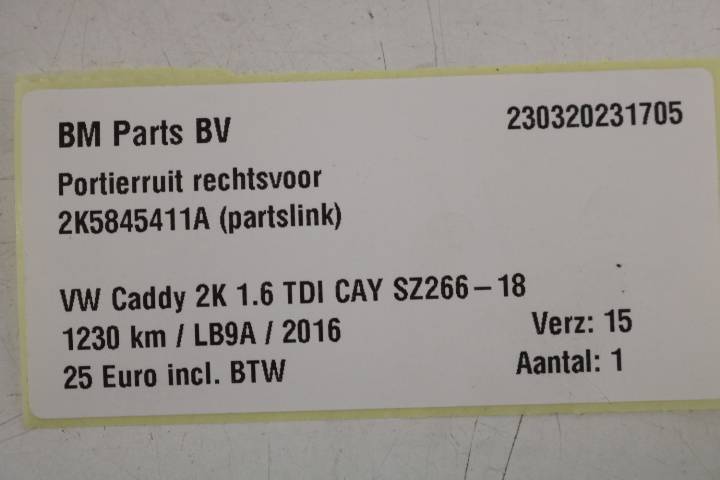 BM Parts BV
230320231705
Portierruit rechtsvoor
2K5845411A (partslink)
VW Caddy 2K 1.6 TDI CAY SZ266-18
1230 km / LB9A / 2016
Verz: 15
25 Euro incl. BTW
Aantal: 1